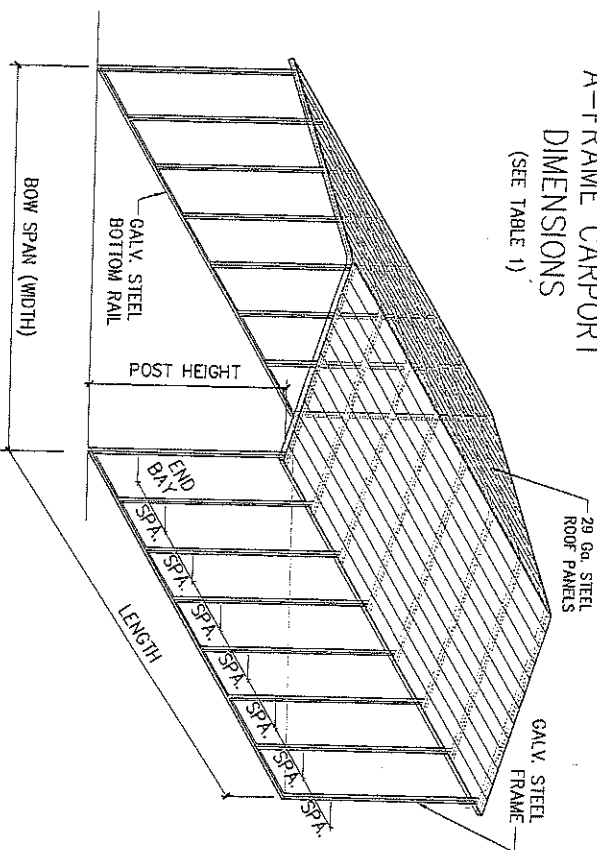 A-FRAME CARPORT
DIMENSIONS
(SEE TABLE 1)
29 Ga. STEEL
ROOF PANELS
GALV. STEEL
FRAME
GALV. STEEL
BOTTOM RAIL
POST HEIGHT
BOW SPAN (WIDTH)
END
BAY
SPA.
SPA.
SPA.
SPA.
SPA.
SPA.
SPA.
LENGTH